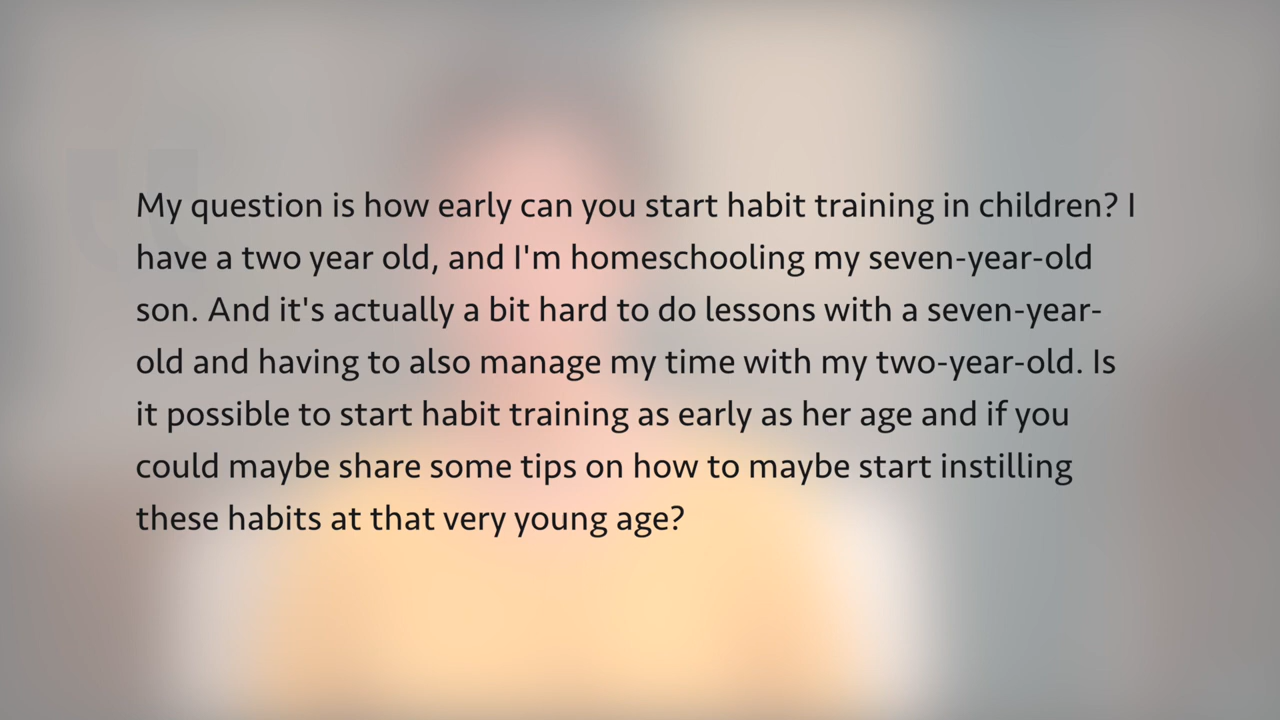 My question is how early can you start habit training in children? I
have a two year old, and I'm homeschooling my seven-year-old
son. And it's actually a bit hard to do lessons with a seven-year-
old and having to also manage my time with my two-year-old. Is
it possible to start habit training as early as her age and if you
could maybe share some tips on how to maybe start instilling
these habits at that very young age?